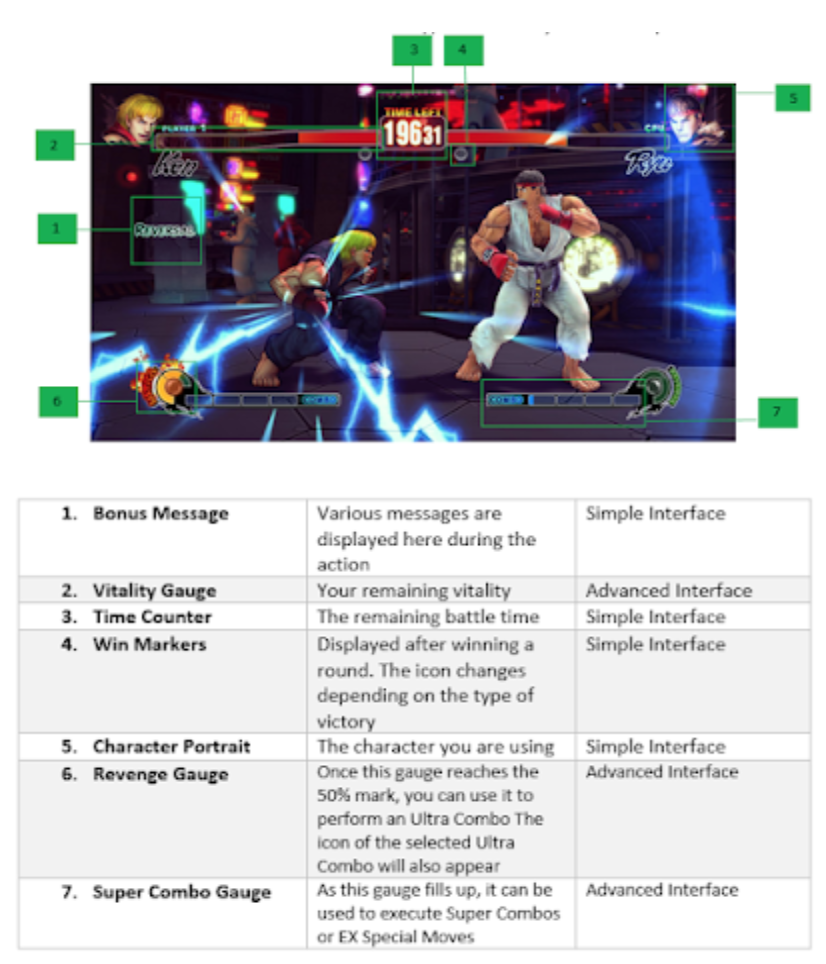 3
4
5
TIME LEFT
19631
PLAYER 1
CPU
2
Ken
Ryu
1
REVERSAL
6
7
1. Bonus Message
Various messages are
displayed here during the
action
Simple Interface
2. Vitality Gauge
Your remaining vitality
Advanced Interface
3. Time Counter
The remaining battle time
Simple Interface
4. Win Markers
Displayed after winning a
round. The icon changes
depending on the type of
victory
Simple Interface
5. Character Portrait
The character you are using
Simple Interface
6. Revenge Gauge
Once this gauge reaches the
50% mark, you can use it to
perform an Ultra Combo The
icon of the selected Ultra
Combo will also appear
Advanced Interface
7. Super Combo Gauge
As this gauge fills up, it can be
used to execute Super Combos
or EX Special Moves
Advanced Interface